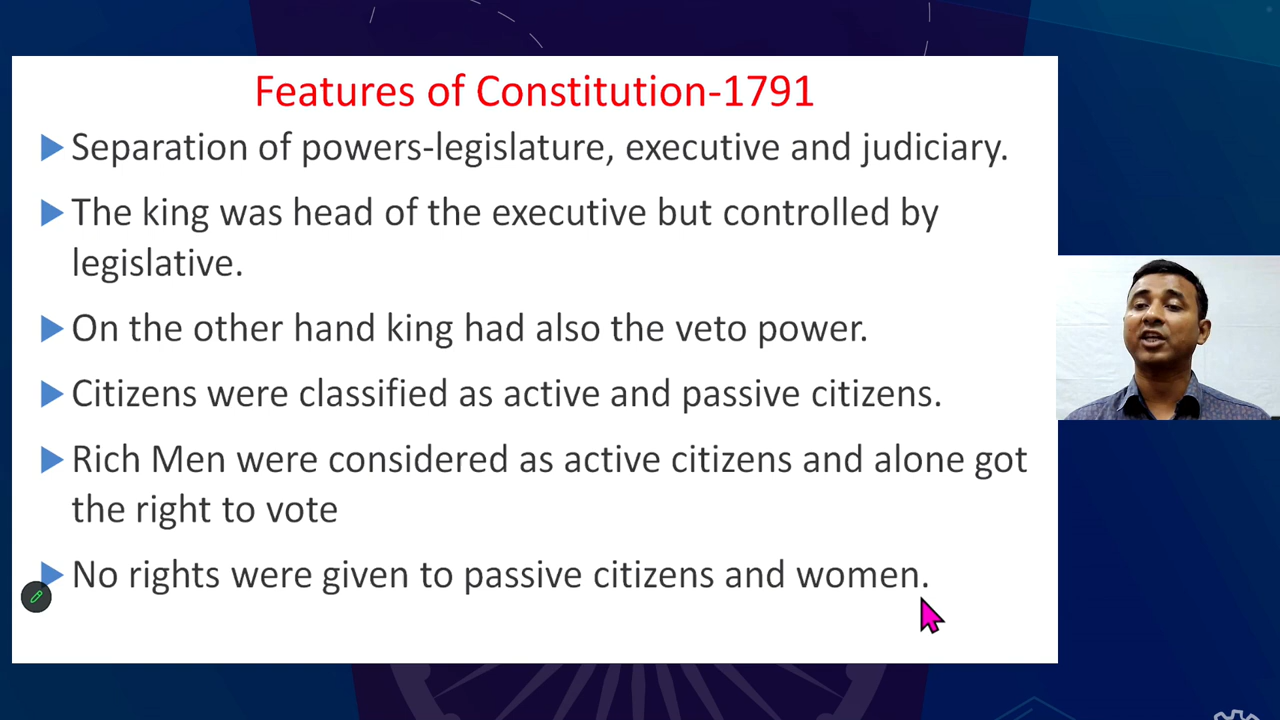 Features of Constitution-1791
Separation of powers-legislature, executive and judiciary.
The king was head of the executive but controlled by
legislative.
On the other hand king had also the veto power.
Citizens were classified as active and passive citizens.
Rich Men were considered as active citizens and alone got
the right to vote
No rights were given to passive citizens and women.